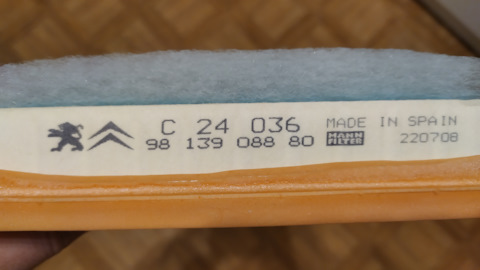 C 24 036 MADE IN SPAIN
98 139 088 80 MANN FILTER 220708